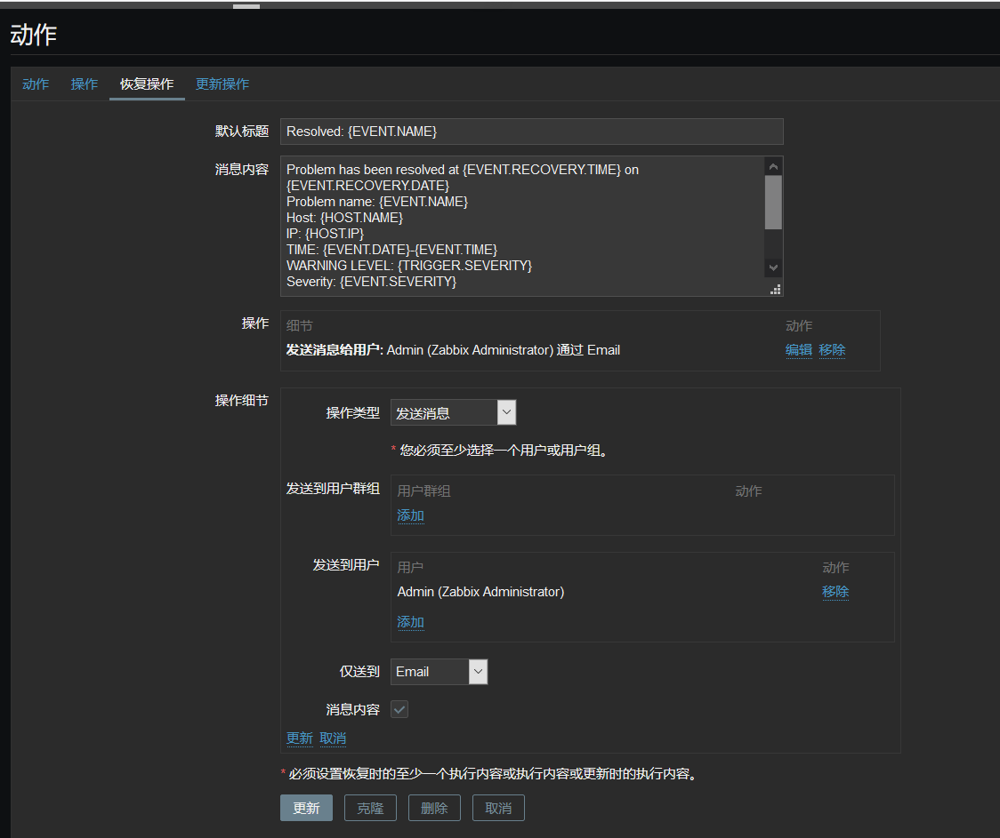 动作
动作 操作 恢复操作 更新操作
默认标题 Resolved: {EVENT.NAME}
消息内容 Problem has been resolved at {EVENT.RECOVERY.TIME} on
{EVENT.RECOVERY.DATE}
Problem name: {EVENT.NAME}
Host: {HOST.NAME}
IP: {HOST.IP}
TIME: {EVENT.DATE}-{EVENT.TIME}
WARNING LEVEL: {TRIGGER.SEVERITY}
Severity: {EVENT.SEVERITY}
操作 细节 动作
发送消息给用户: Admin (Zabbix Administrator) 通过 Email 编辑 移除
操作细节
操作类型 发送消息
* 您必须至少选择一个用户或用户组。
发送到用户群组 用户群组 动作
添加
发送到用户 用户 动作
Admin (Zabbix Administrator) 移除
添加
仅送到 Email
消息内容
更新 取消
* 必须设置恢复时的至少一个执行内容或执行内容或更新时的执行内容。
更新 克隆 删除 取消